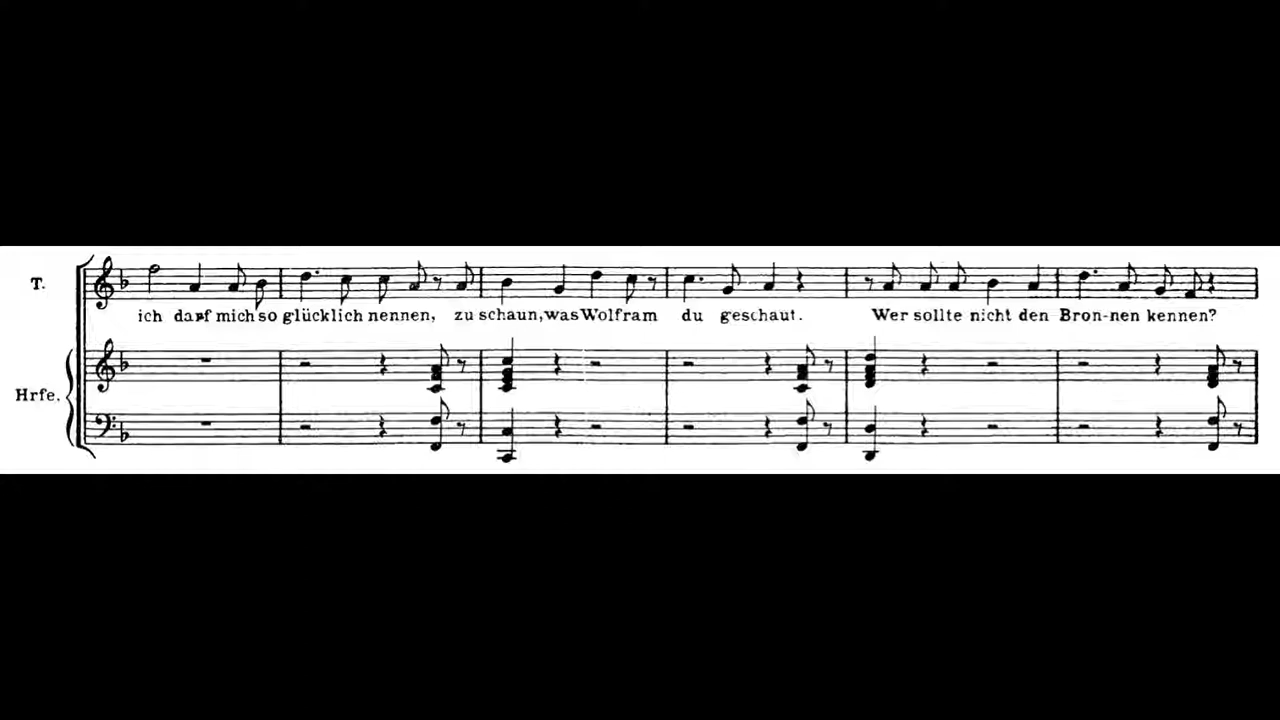 T.
ich darf mich so glücklich nennen, zu schaun, was Wolfram du geschaut. Wer sollte nicht den Bron-nen kennen?
Hrfe.